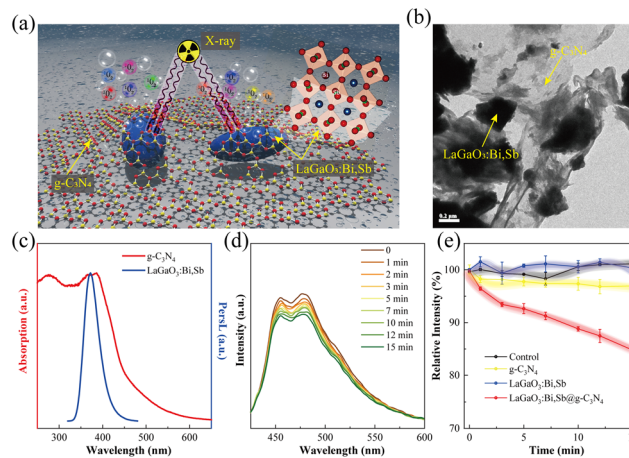 (a)
X-ray
g-C₃N₄
LaGaO₃:Bi,Sb
(b)
g-C₃N₄
LaGaO₃:Bi,Sb
0.2 μm
(c)
g-C₃N₄
LaGaO₃:Bi,Sb
Absorption (a.u.)
PersL (a.u.)
300 400 500 600
Wavelength (nm)
(d)
0
1 min
2 min
3 min
5 min
7 min
10 min
12 min
15 min
Intensity (a.u.)
450 500 550 600
Wavelength (nm)
(e)
100
90
80
70
Relative Intensity (%)
Control
g-C₃N₄
LaGaO₃:Bi,Sb
LaGaO₃:Bi,Sb@g-C₃N₄
0 5 10 15
Time (min)